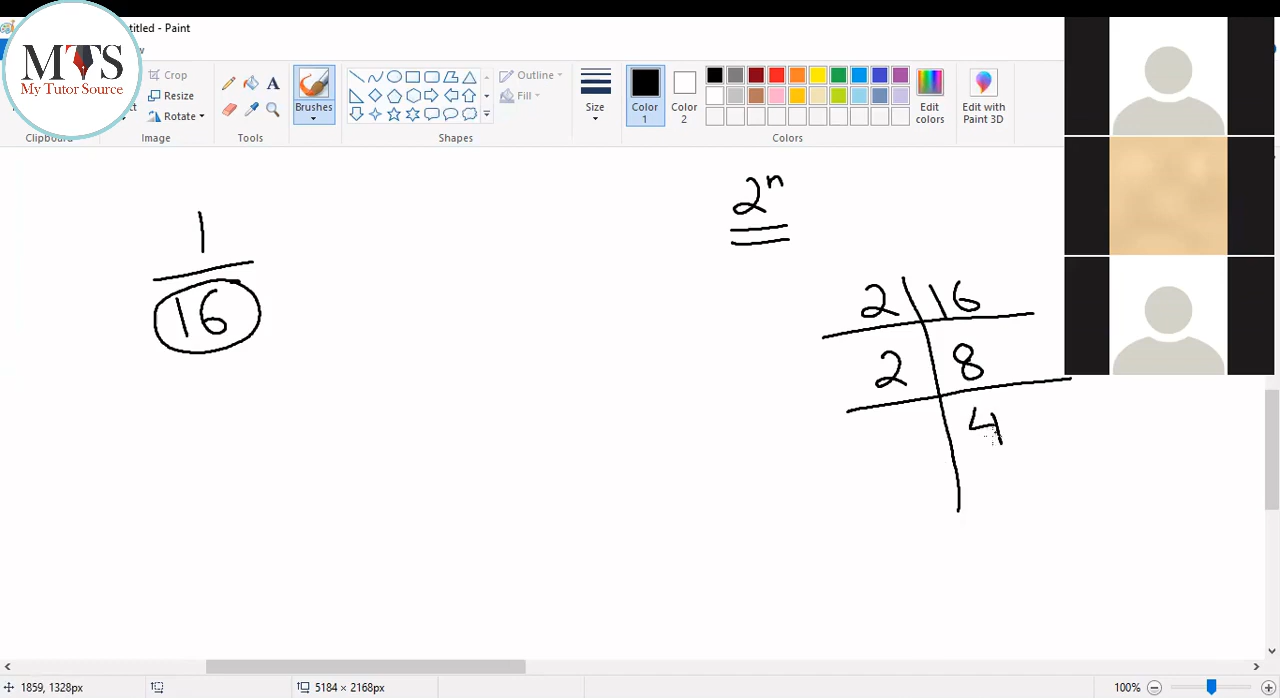 MTS
My Tutor Source
titled - Paint
Crop
Resize
Rotate
Brushes
Outline
Fill
Size
Color 1
Color 2
Edit colors
Edit with Paint 3D
Clipboard
Image
Tools
Shapes
Colors
1
16
2^n
2 16
2 8
4
1859, 1328px
5184 × 2168px
100%